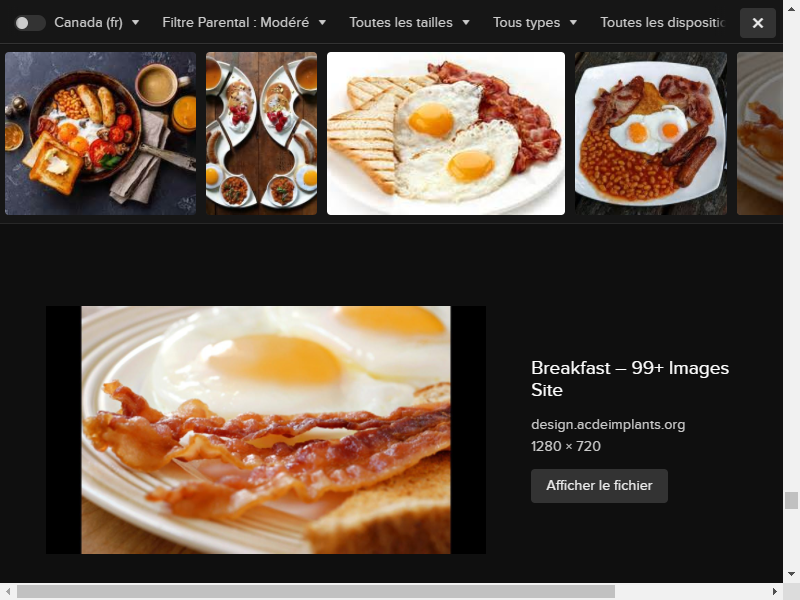 Canada (fr) Filtre Parental : Modéré Toutes les tailles Tous types Toutes les dispositic
Breakfast – 99+ Images
Site
design.acdeimplants.org
1280 × 720
Afficher le fichier